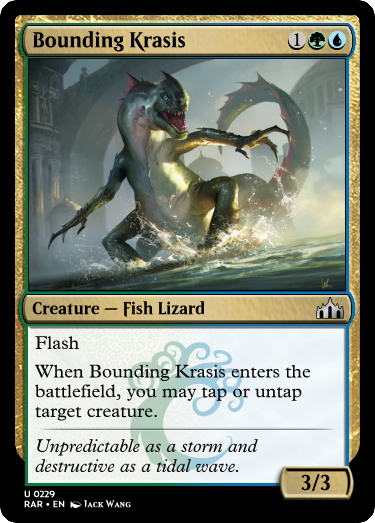 Bounding Krasis 1
Creature — Fish Lizard
Flash
When Bounding Krasis enters the
battlefield, you may tap or untap
target creature.
Unpredictable as a storm and
destructive as a tidal wave.
3/3
U 0229
RAR • EN Jack Wang